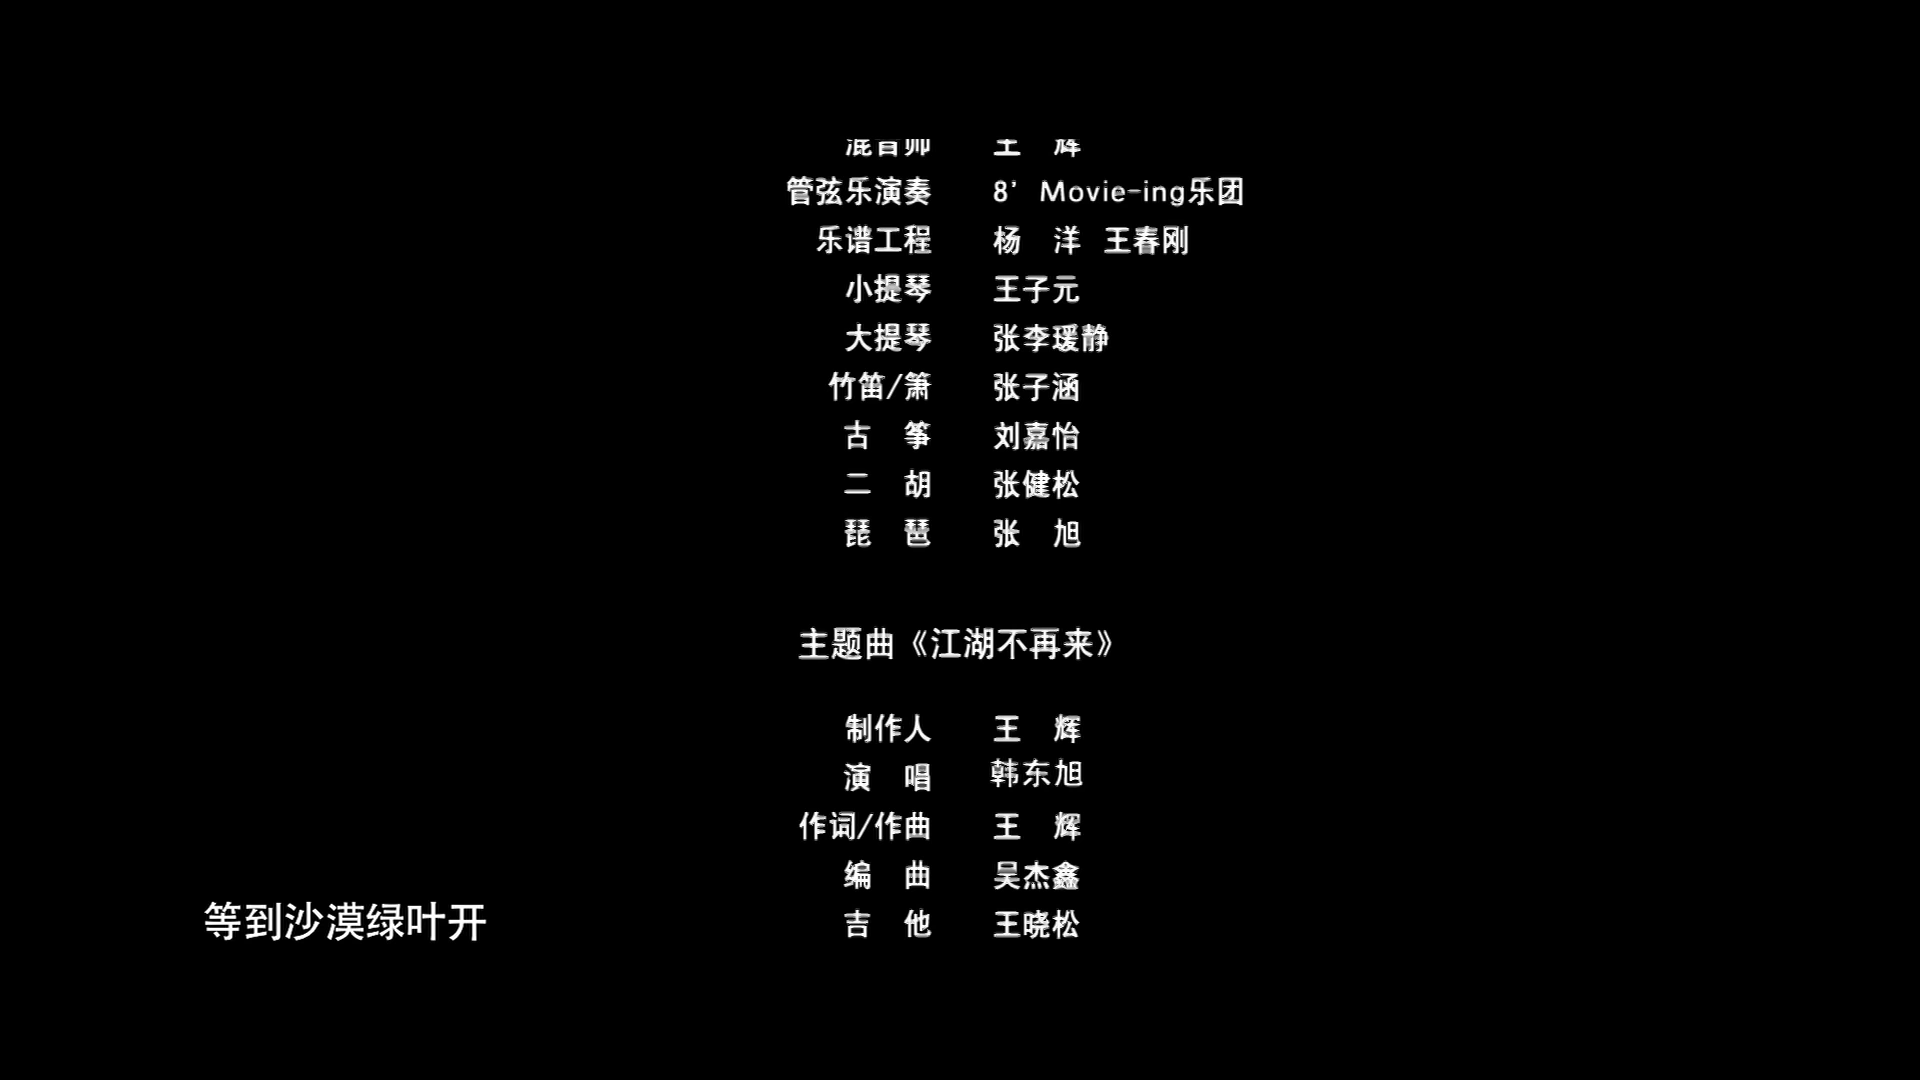 混音师 王 辉
管弦乐演奏 8’ Movie-ing乐团
乐谱工程 杨 洋 王春刚
小提琴 王子元
大提琴 张李瑗静
竹笛/箫 张子涵
古 筝 刘嘉怡
二 胡 张健松
琵 琶 张 旭
主题曲《江湖不再来》
制作人 王 辉
演 唱 韩东旭
作词/作曲 王 辉
编 曲 吴杰鑫
吉 他 王晓松
等到沙漠绿叶开